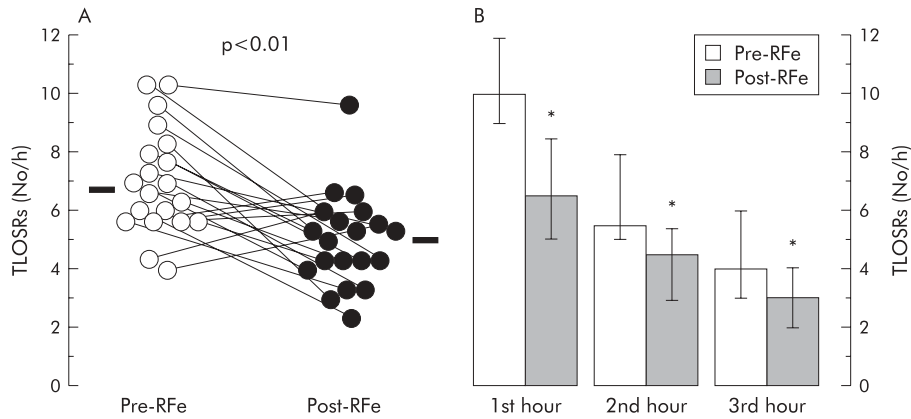 A
TLOSRs (No/h)
12
10
8
6
4
2
0
p<0.01
Pre-RFe
Post-RFe
B
Pre-RFe
Post-RFe
*
*
*
1st hour
2nd hour
3rd hour
12
10
8
6
4
2
0
TLOSRs (No/h)